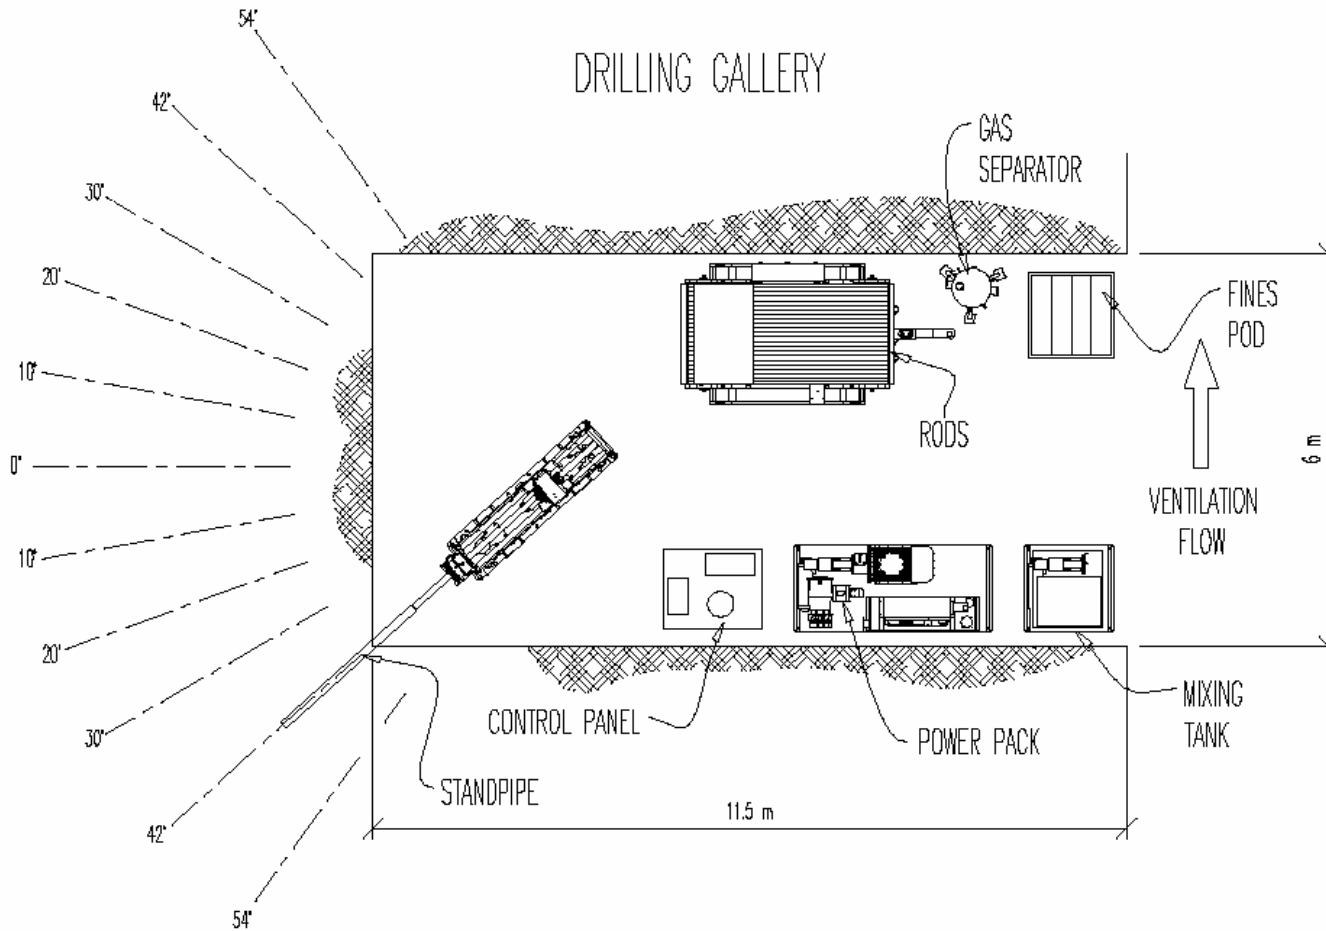 54°
DRILLING GALLERY
42°
GAS
SEPARATOR
30°
20°
FINES
POD
10°
RODS
0°
6 m
VENTILATION
FLOW
10°
20°
MIXING
TANK
CONTROL PANEL
POWER PACK
30°
STANDPIPE
11.5 m
42°
54°